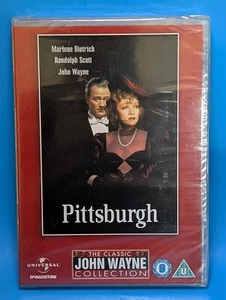 Marlene Dietrich
Randolph Scott
John Wayne
Pittsburgh
UNIVERSAL
DeAGOSTINI
THE CLASSIC
JOHN WAYNE
COLLECTION
U